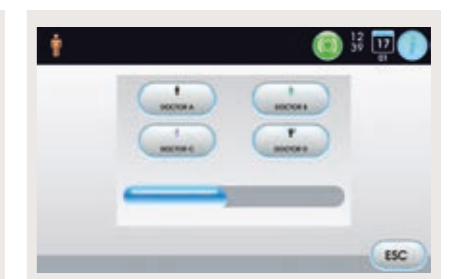 12
39
17
01
i
DOCTOR A
DOCTOR B
DOCTOR C
DOCTOR D
ESC